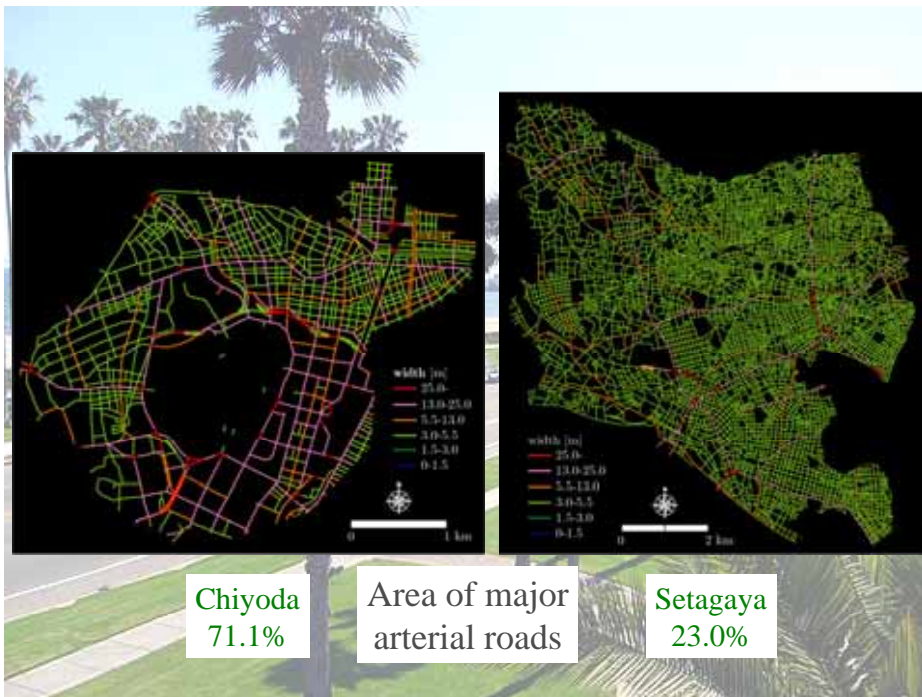 width [m]
25.0-
13.0-25.0
5.5-13.0
3.0-5.5
1.5-3.0
0-1.5
0 1 km
width [m]
25.0-
13.0-25.0
5.5-13.0
3.0-5.5
1.5-3.0
0-1.5
0 2 km
Chiyoda
71.1%
Area of major
arterial roads
Setagaya
23.0%